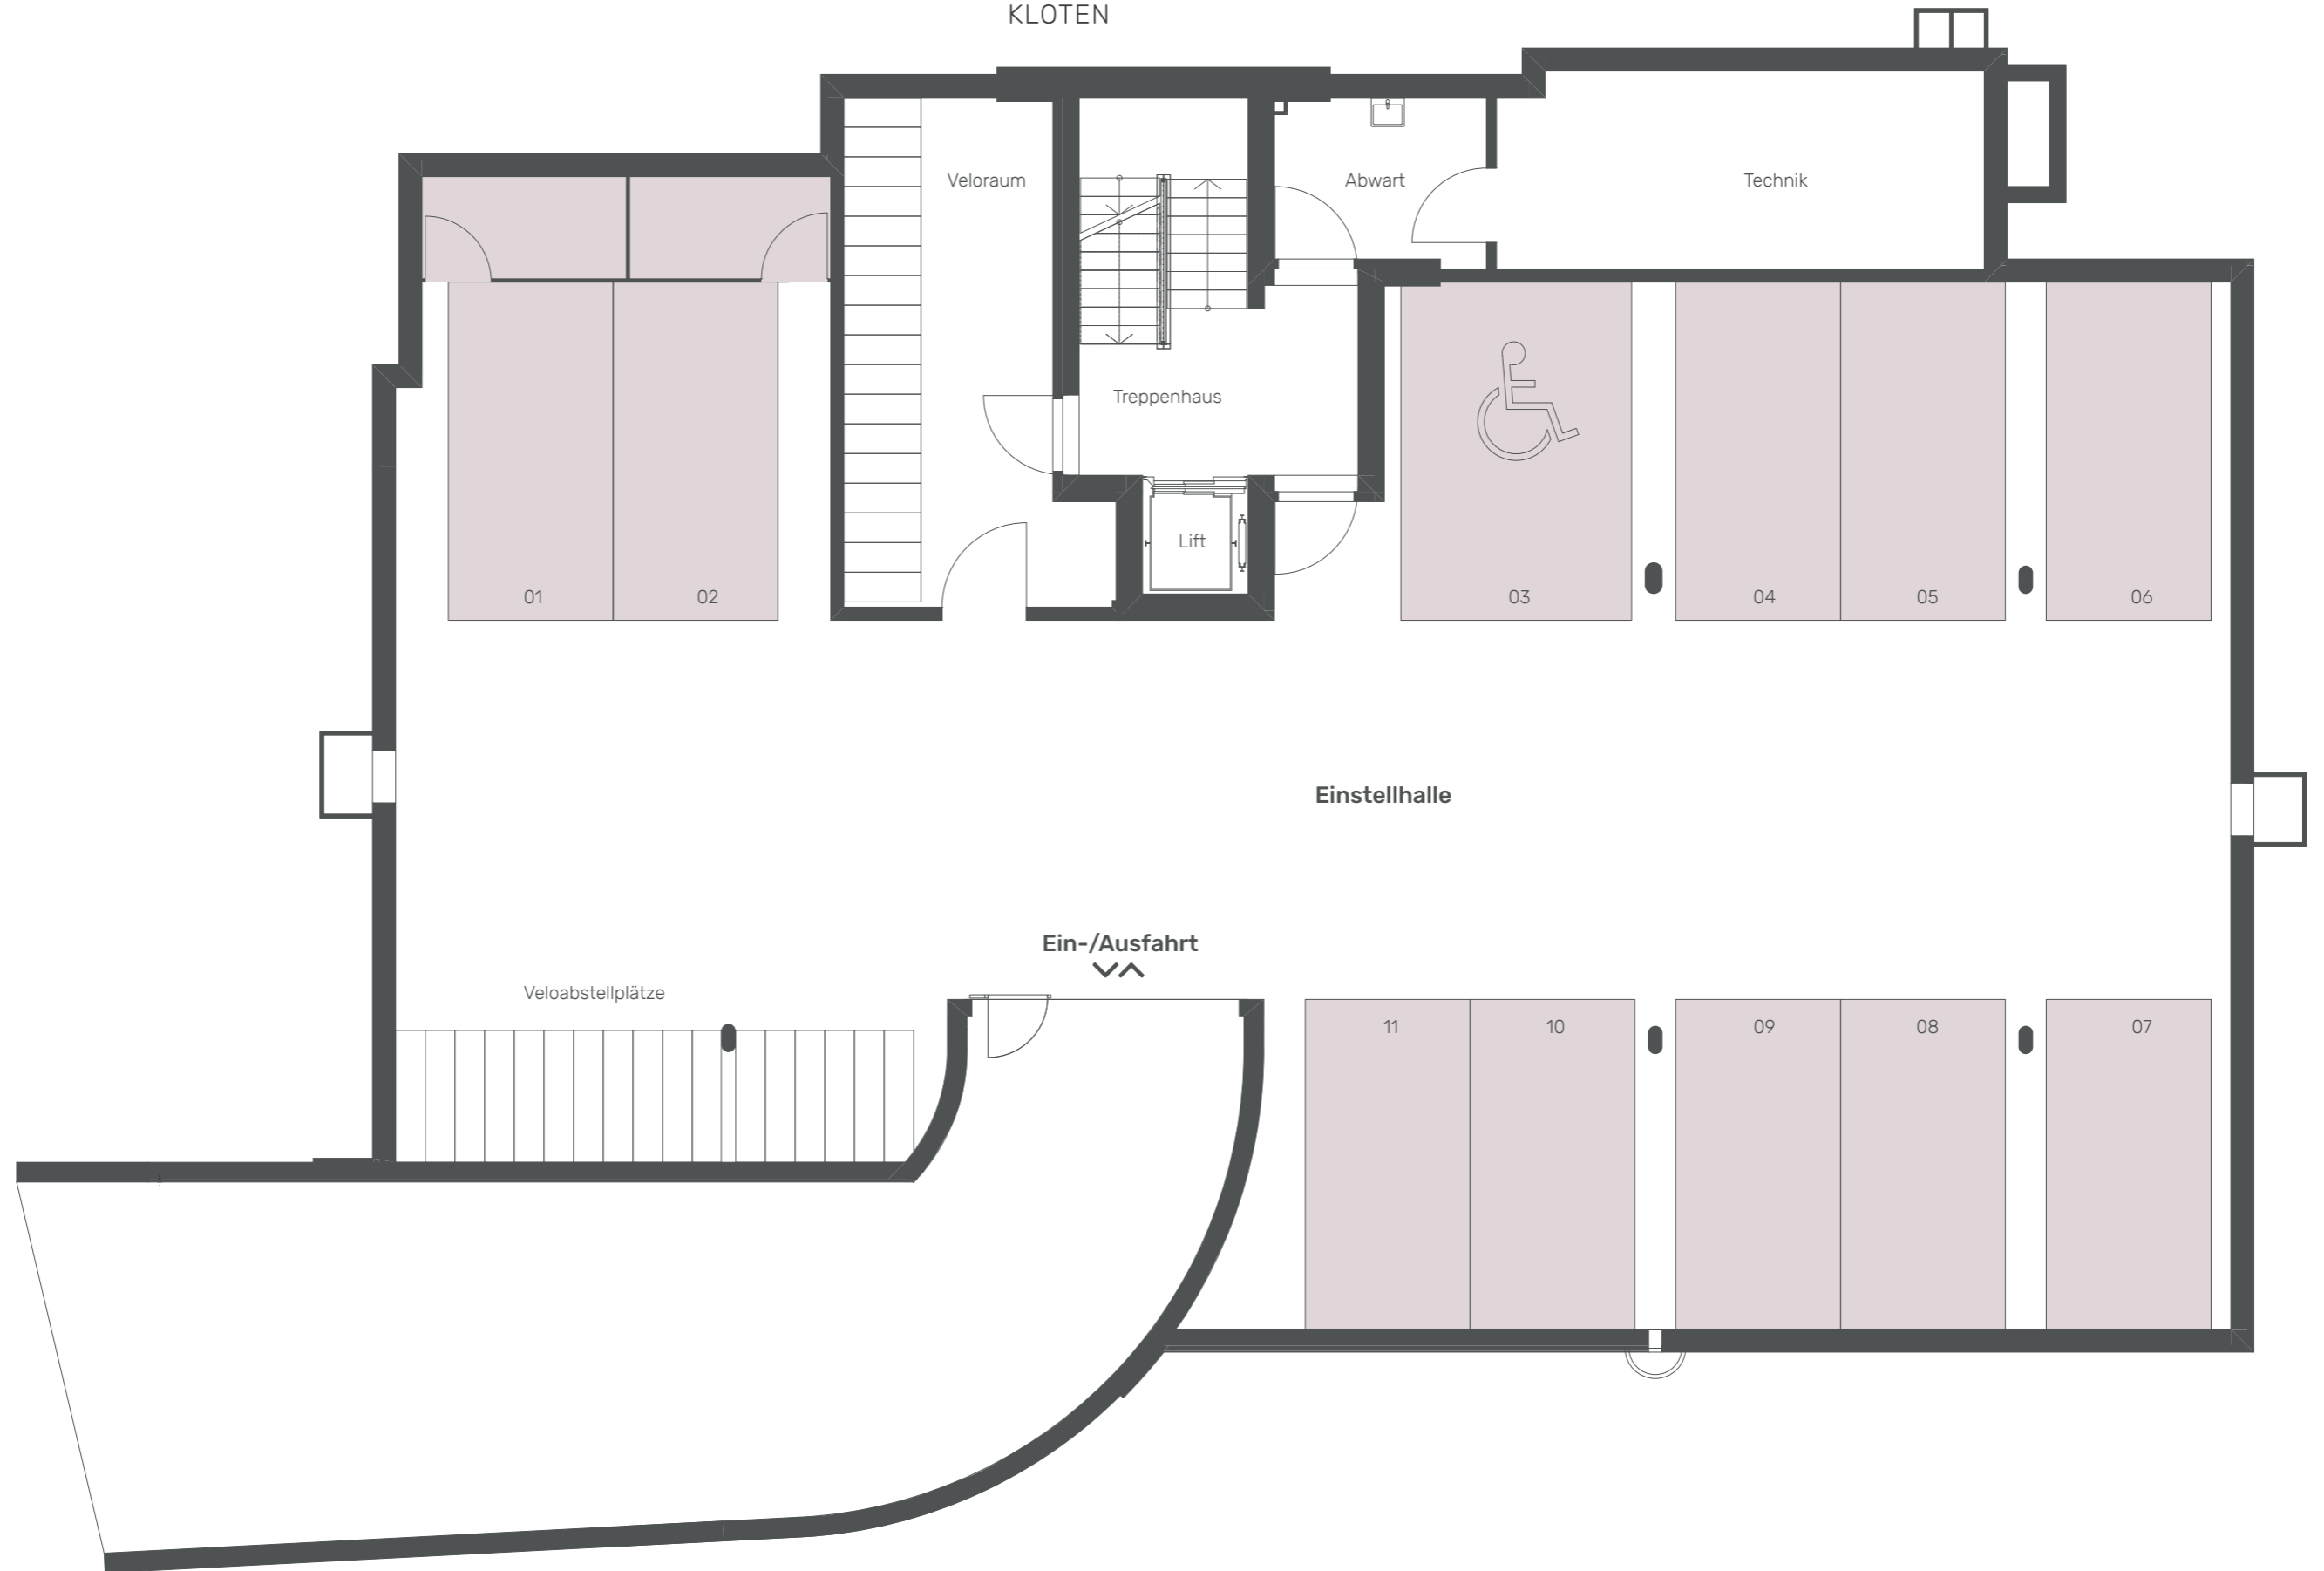 KLOTEN
Veloraum
Abwart
Technik
Treppenhaus
Lift
01
02
03
04
05
06
Einstellhalle
Ein-/Ausfahrt
Veloabstellplätze
11
10
09
08
07